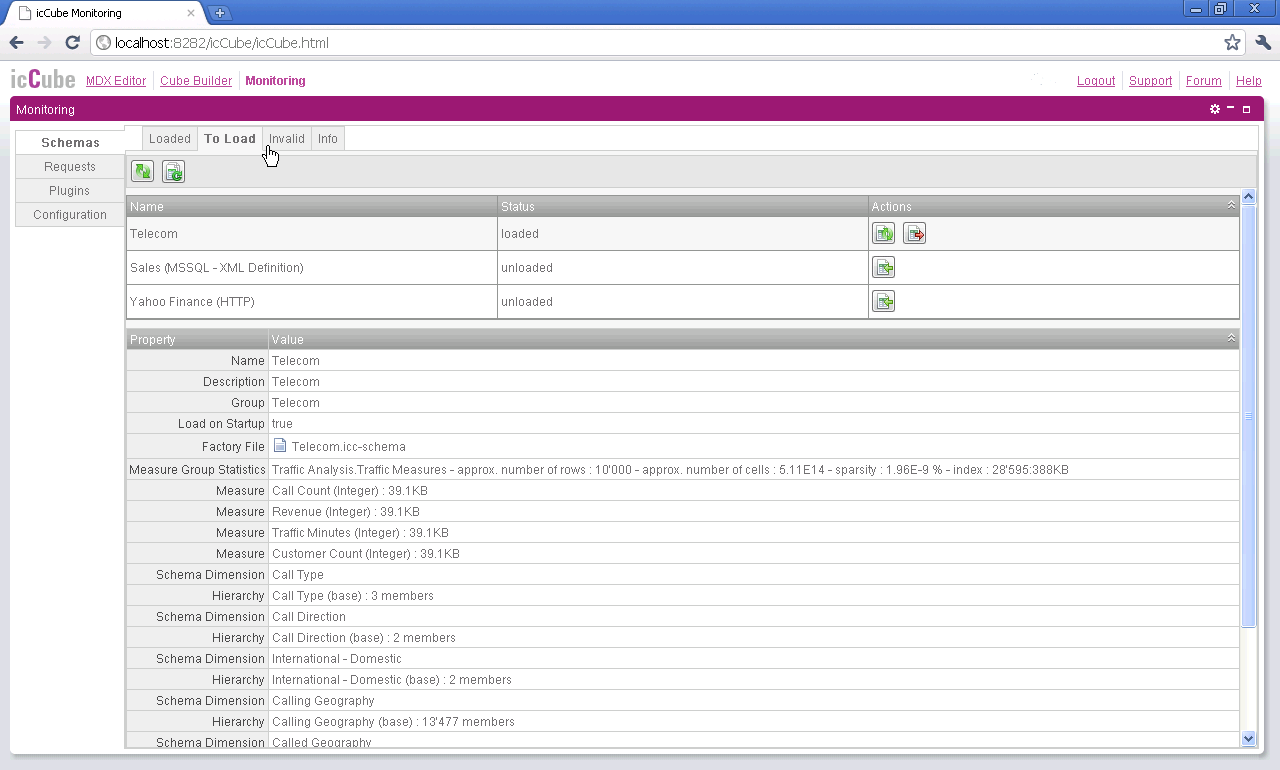 icCube Monitoring
localhost:8282/icCube/icCube.html
icCube MDX Editor Cube Builder Monitoring Logout Support Forum Help
Monitoring
Schemas
Requests
Plugins
Configuration
Loaded To Load Invalid Info
Name Status Actions
Telecom loaded
Sales (MSSQL - XML Definition) unloaded
Yahoo Finance (HTTP) unloaded
Property Value
Name Telecom
Description Telecom
Group Telecom
Load on Startup true
Factory File Telecom.icc-schema
Measure Group Statistics Traffic Analysis.Traffic Measures - approx. number of rows : 10'000 - approx. number of cells : 5.11E14 - sparsity : 1.96E-9 % - index : 28'595:388KB
Measure Call Count (Integer) : 39.1KB
Measure Revenue (Integer) : 39.1KB
Measure Traffic Minutes (Integer) : 39.1KB
Measure Customer Count (Integer) : 39.1KB
Schema Dimension Call Type
Hierarchy Call Type (base) : 3 members
Schema Dimension Call Direction
Hierarchy Call Direction (base) : 2 members
Schema Dimension International - Domestic
Hierarchy International - Domestic (base) : 2 members
Schema Dimension Calling Geography
Hierarchy Calling Geography (base) : 13'477 members
Schema Dimension Called Geography